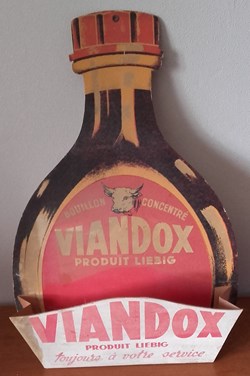 BOUILLON CONCENTRÉ
VIANDOX
PRODUIT LIEBIG
VIANDOX
PRODUIT LIEBIG
toujours à votre service